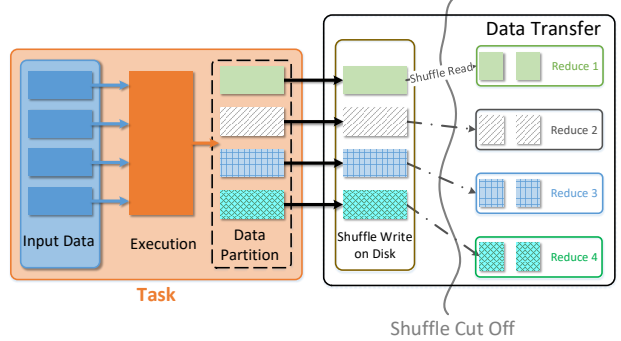 Data Transfer
Shuffle Read
Reduce 1
Reduce 2
Reduce 3
Reduce 4
Input Data
Execution
Data
Partition
Shuffle Write
on Disk
Task
Shuffle Cut Off